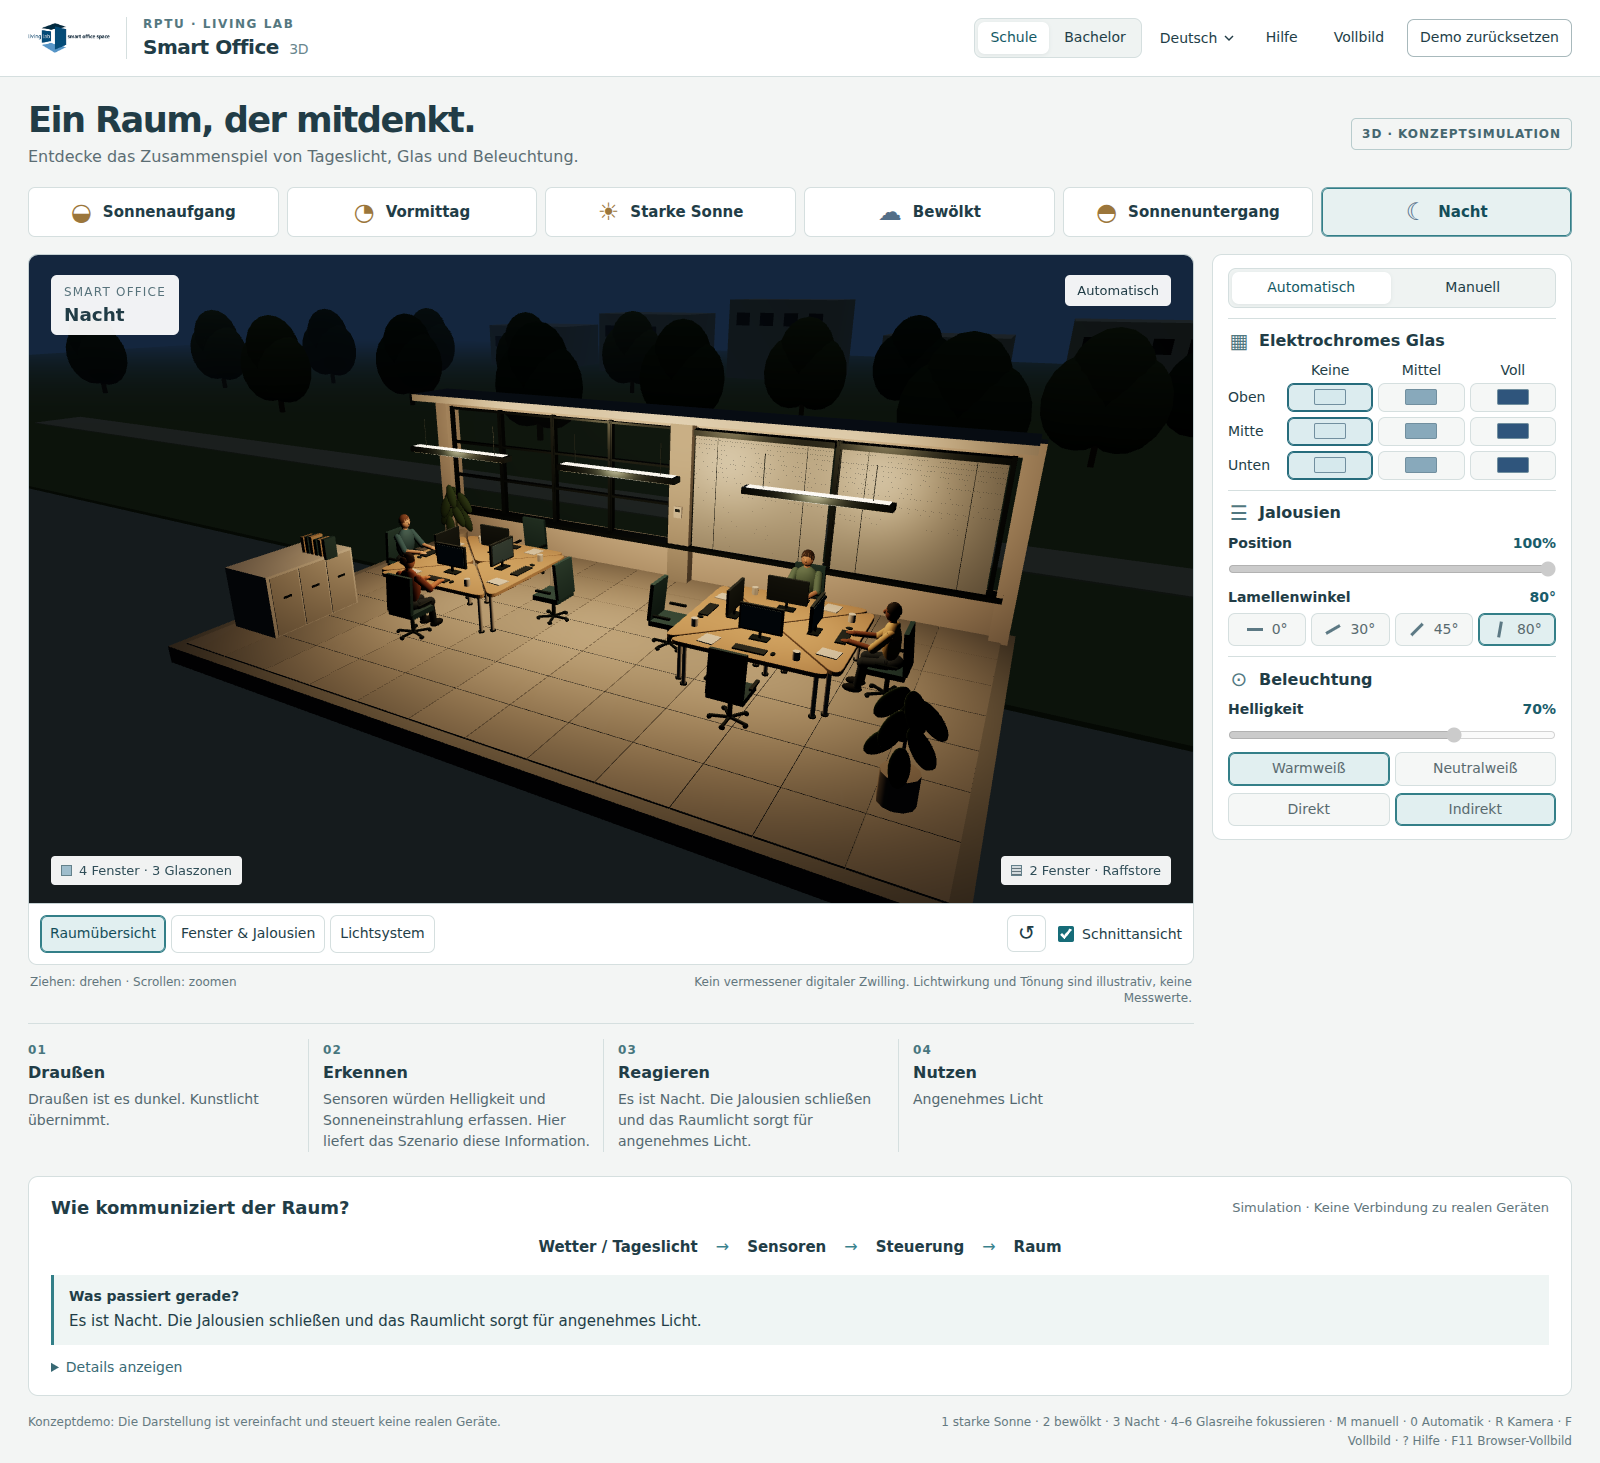 living lab smart office space
RPTU · LIVING LAB
Smart Office 3D
Schule
Bachelor
Deutsch
Hilfe
Vollbild
Demo zurücksetzen
Ein Raum, der mitdenkt.
Entdecke das Zusammenspiel von Tageslicht, Glas und Beleuchtung.
3D · KONZEPTSIMULATION
Sonnenaufgang
Vormittag
Starke Sonne
Bewölkt
Sonnenuntergang
Nacht
SMART OFFICE
Nacht
Automatisch
4 Fenster · 3 Glaszonen
2 Fenster · Raffstore
Raumübersicht
Fenster & Jalousien
Lichtsystem
Schnittansicht
Ziehen: drehen · Scrollen: zoomen
Kein vermessener digitaler Zwilling. Lichtwirkung und Tönung sind illustrativ, keine
Messwerte.
Automatisch
Manuell
Elektrochromes Glas
Keine Mittel Voll
Oben
Mitte
Unten
Jalousien
Position 100%
Lamellenwinkel 80°
0° 30° 45° 80°
Beleuchtung
Helligkeit 70%
Warmweiß
Neutralweiß
Direkt
Indirekt
01
Draußen
Draußen ist es dunkel. Kunstlicht
übernimmt.
02
Erkennen
Sensoren würden Helligkeit und
Sonneneinstrahlung erfassen. Hier
liefert das Szenario diese Information.
03
Reagieren
Es ist Nacht. Die Jalousien schließen
und das Raumlicht sorgt für
angenehmes Licht.
04
Nutzen
Angenehmes Licht
Wie kommuniziert der Raum?
Simulation · Keine Verbindung zu realen Geräten
Wetter / Tageslicht → Sensoren → Steuerung → Raum
Was passiert gerade?
Es ist Nacht. Die Jalousien schließen und das Raumlicht sorgt für angenehmes Licht.
Details anzeigen
Konzeptdemo: Die Darstellung ist vereinfacht und steuert keine realen Geräte.
1 starke Sonne · 2 bewölkt · 3 Nacht · 4–6 Glasreihe fokussieren · M manuell · 0 Automatik · R Kamera · F
Vollbild · ? Hilfe · F11 Browser-Vollbild